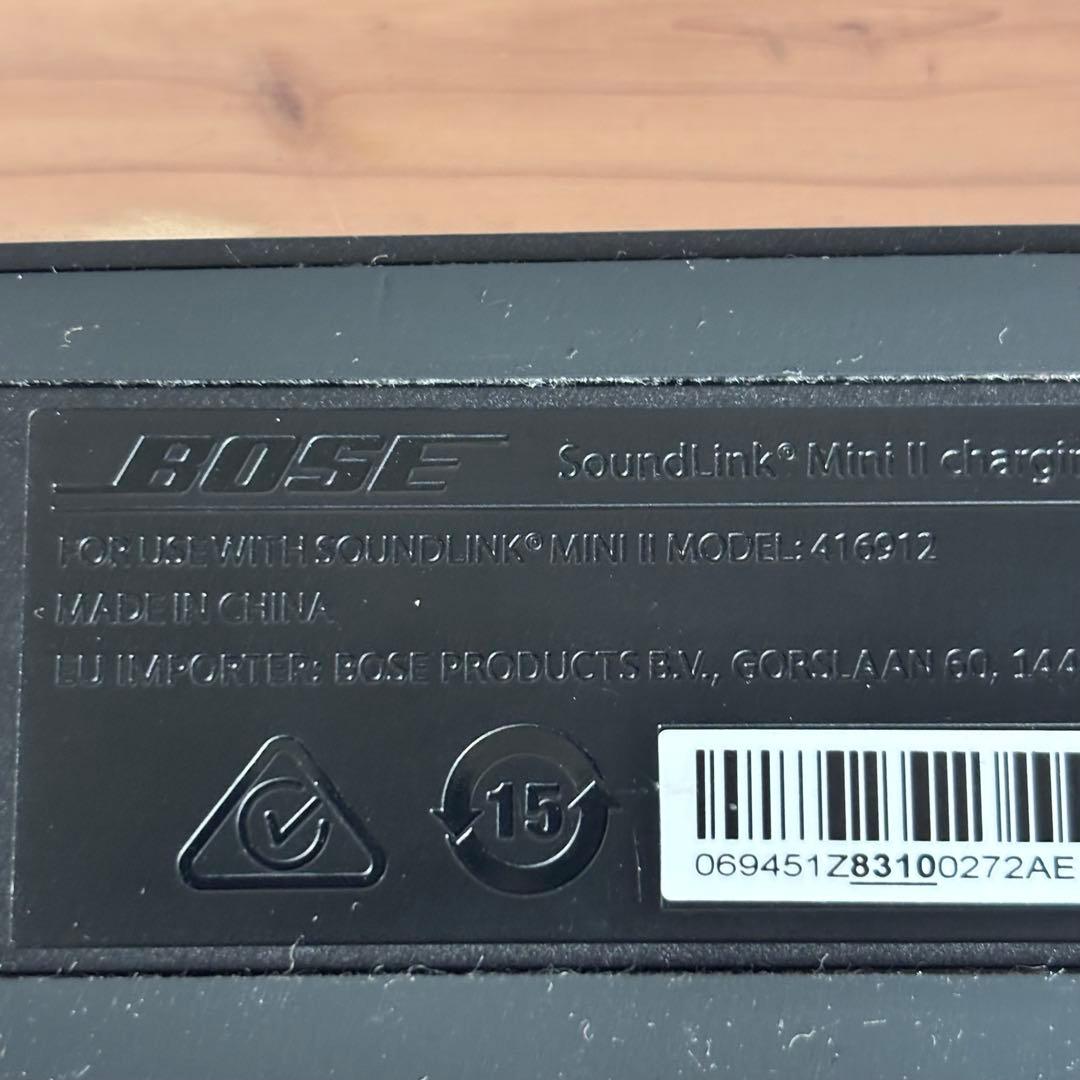 BOSE SoundLink® Mini II chargin
FOR USE WITH SOUNDLINK® MINI II MODEL: 416912
MADE IN CHINA
EU IMPORTER: BOSE PRODUCTS B.V., GORSLAAN 60, 144
15
069451Z83100272AE